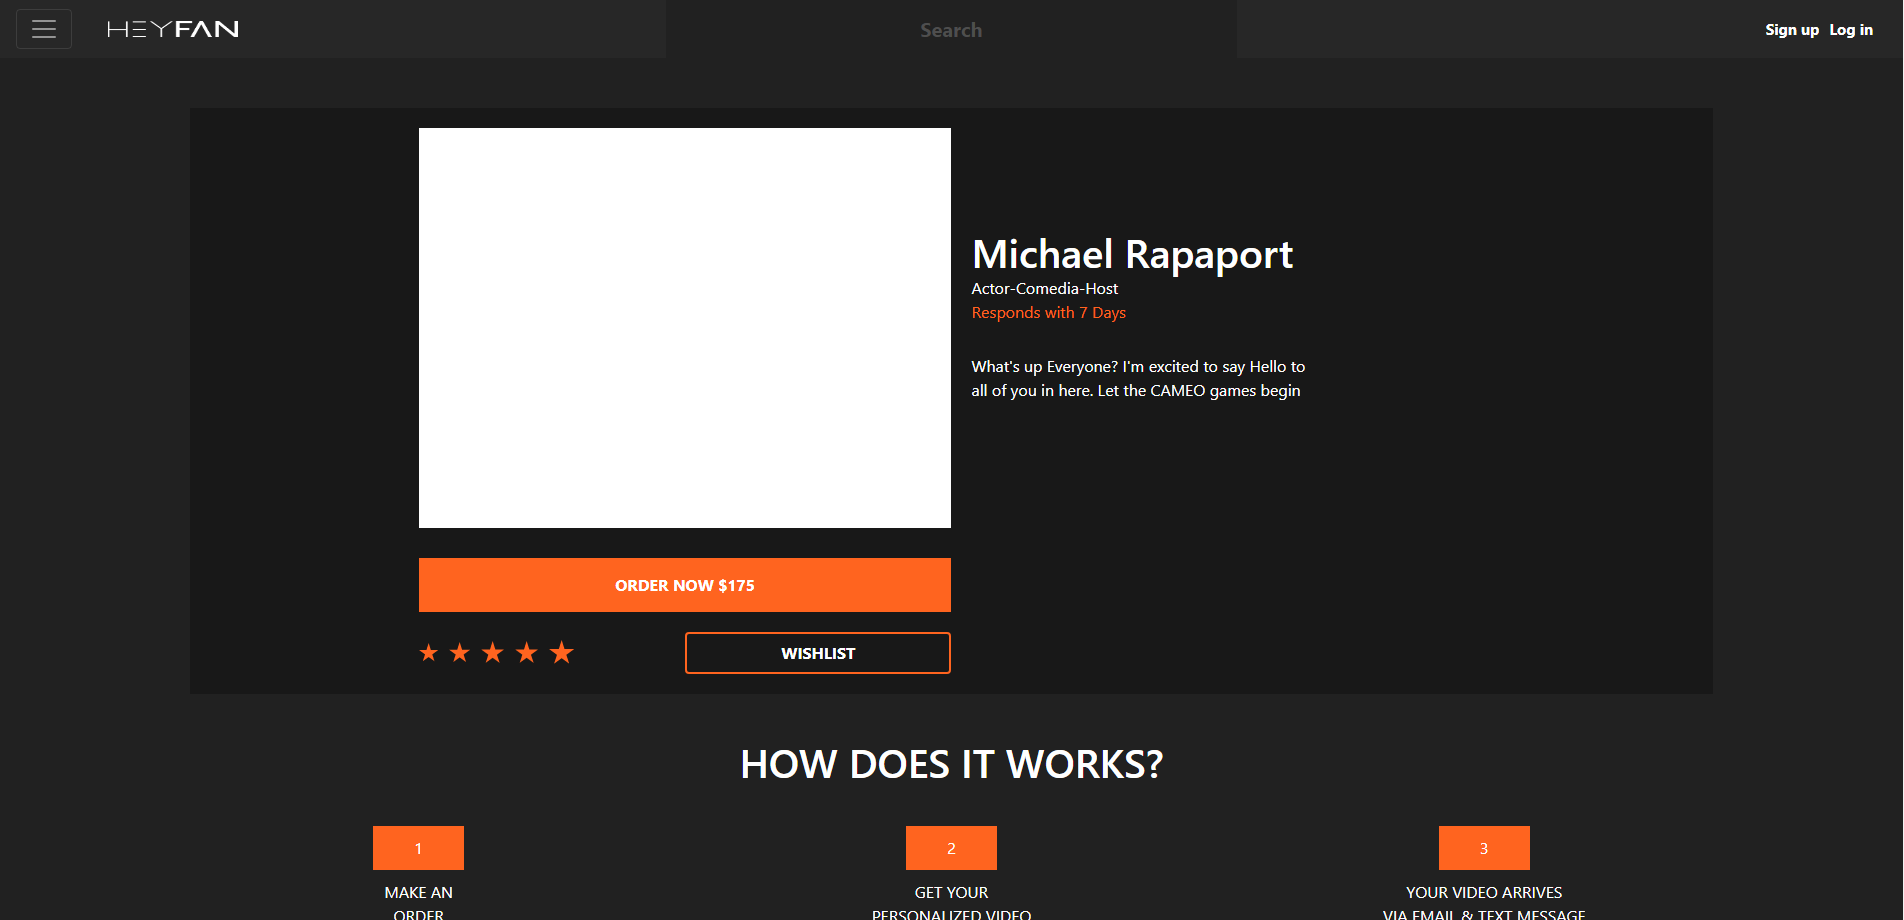 HEYFAN
Search
Sign up Log in
Michael Rapaport
Actor-Comedia-Host
Responds with 7 Days
What's up Everyone? I'm excited to say Hello to
all of you in here. Let the CAMEO games begin
ORDER NOW $175
WISHLIST
HOW DOES IT WORKS?
1
MAKE AN
ORDER
2
GET YOUR
PERSONALIZED VIDEO
3
YOUR VIDEO ARRIVES
VIA EMAIL & TEXT MESSAGE